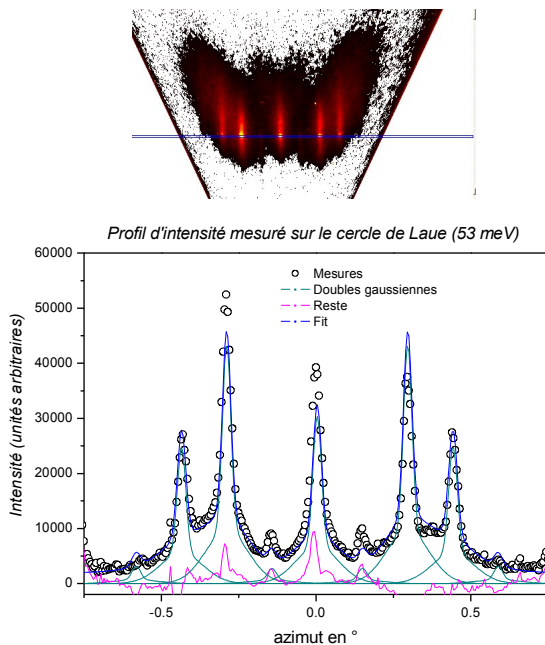 Profil d'intensité mesuré sur le cercle de Laue (53 meV)
60000
50000
40000
30000
20000
10000
0
Intensité (unités arbitraires)
Mesures
Doubles gaussiennes
Reste
Fit
-0.5
0.0
0.5
azimut en °